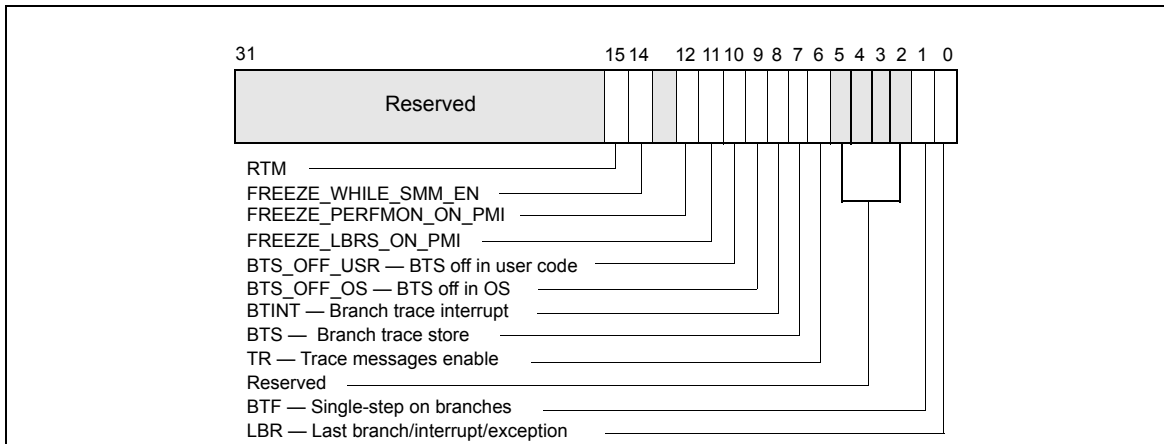 31 15 14 12 11 10 9 8 7 6 5 4 3 2 1 0
Reserved
RTM
FREEZE_WHILE_SMM_EN
FREEZE_PERFMON_ON_PMI
FREEZE_LBRS_ON_PMI
BTS_OFF_USR — BTS off in user code
BTS_OFF_OS — BTS off in OS
BTINT — Branch trace interrupt
BTS — Branch trace store
TR — Trace messages enable
Reserved
BTF — Single-step on branches
LBR — Last branch/interrupt/exception